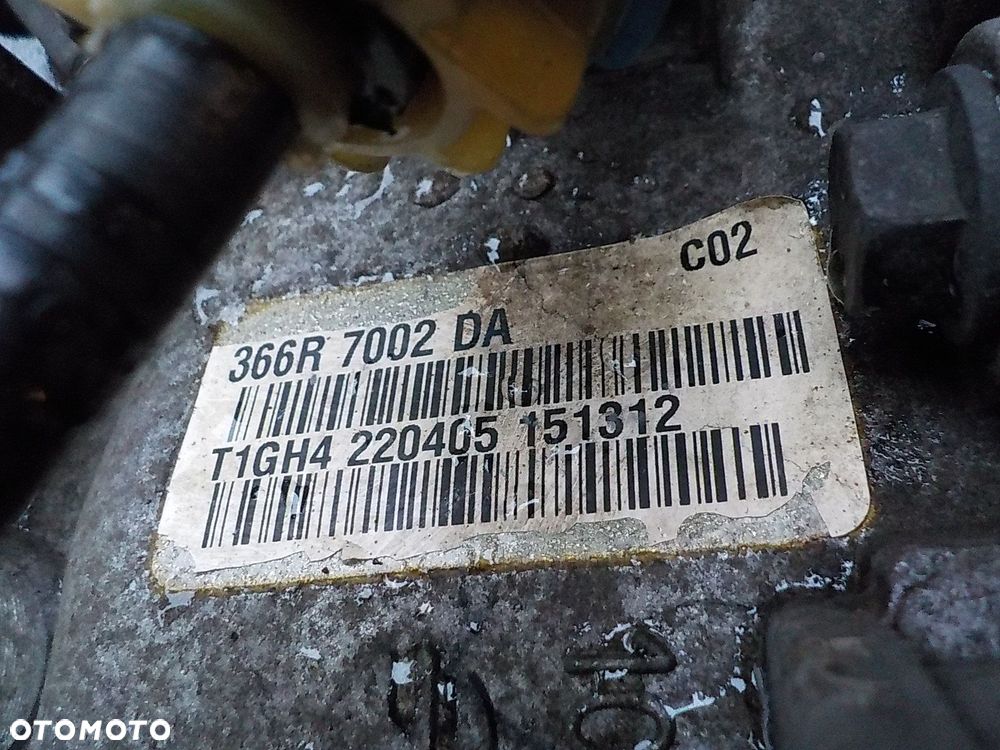 C02
366R 7002 DA
T1GH4 220405 151312
OTOMOTO